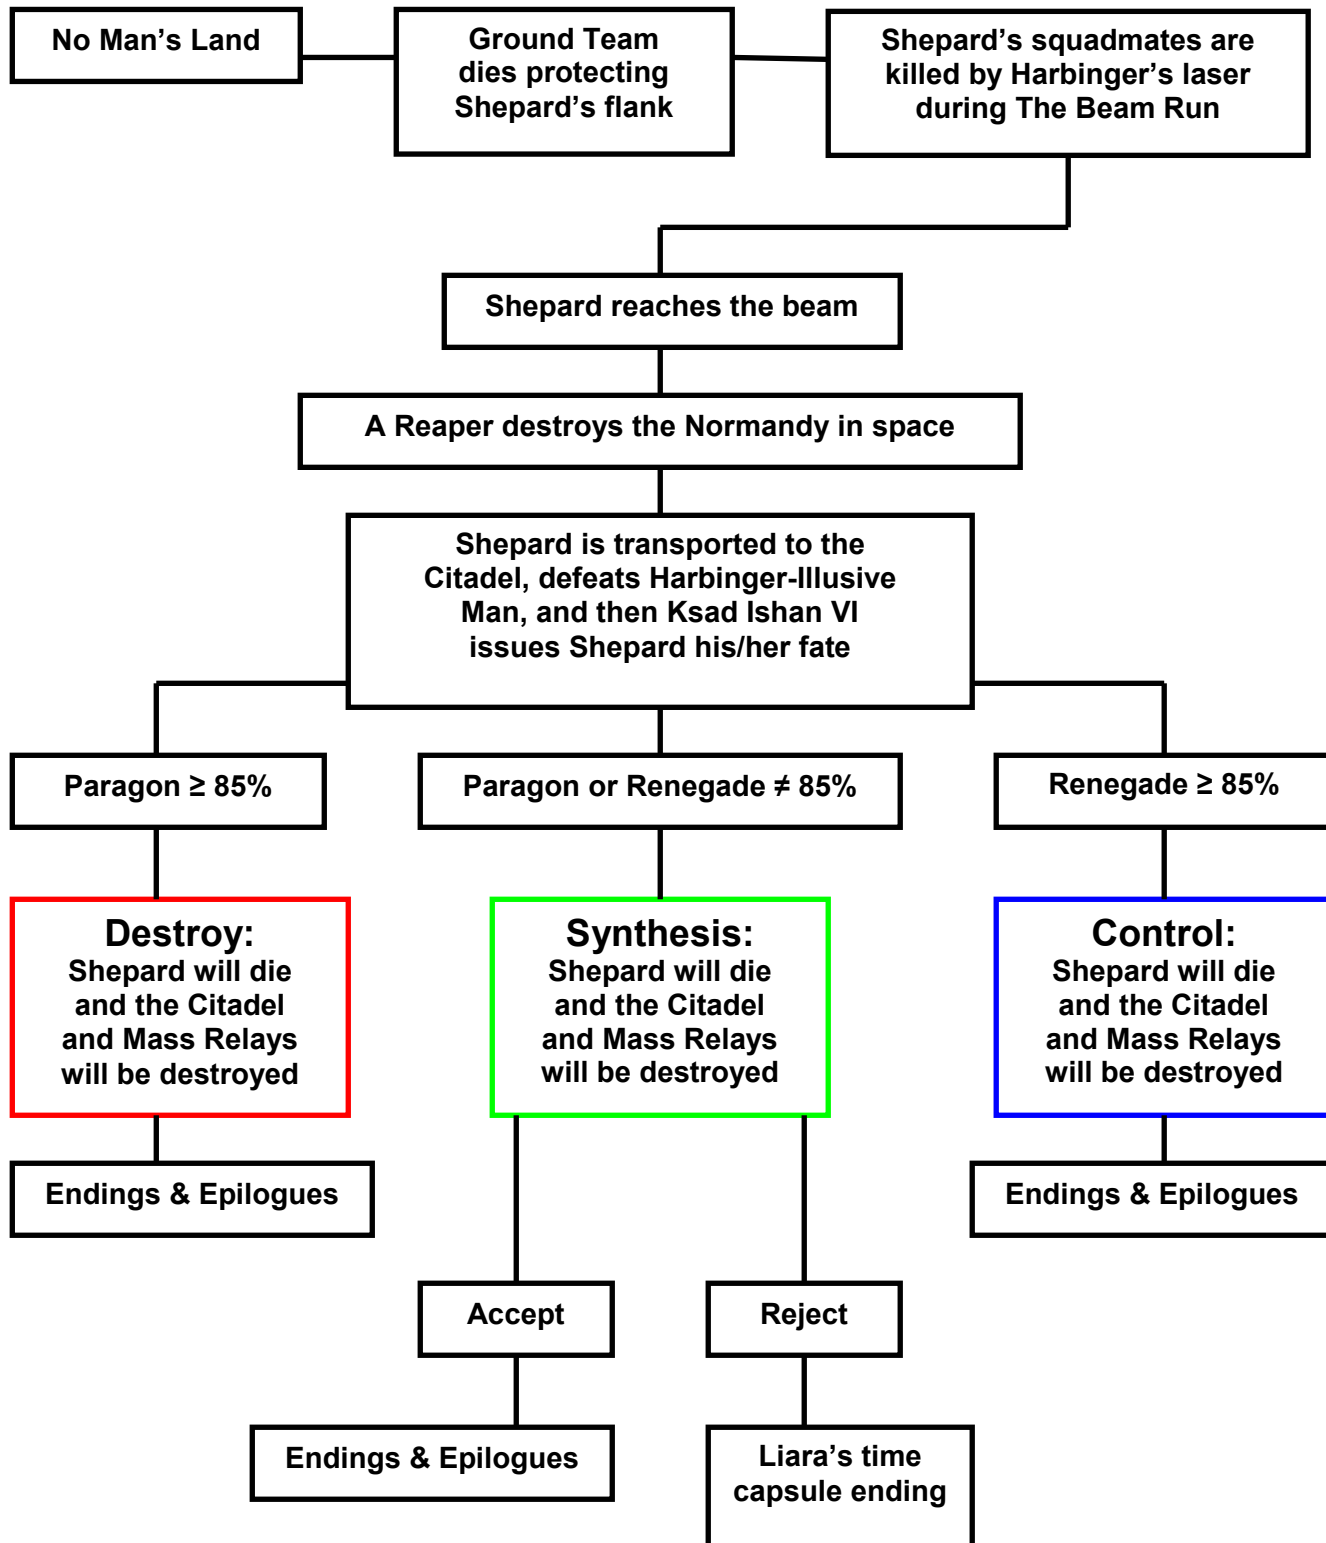 No Man’s Land
Ground Team
dies protecting
Shepard’s flank
Shepard’s squadmates are
killed by Harbinger’s laser
during The Beam Run
Shepard reaches the beam
A Reaper destroys the Normandy in space
Shepard is transported to the
Citadel, defeats Harbinger-Illusive
Man, and then Ksad Ishan VI
issues Shepard his/her fate
Paragon ≥ 85%
Paragon or Renegade ≠ 85%
Renegade ≥ 85%
Destroy:
Shepard will die
and the Citadel
and Mass Relays
will be destroyed
Synthesis:
Shepard will die
and the Citadel
and Mass Relays
will be destroyed
Control:
Shepard will die
and the Citadel
and Mass Relays
will be destroyed
Endings & Epilogues
Endings & Epilogues
Accept
Reject
Endings & Epilogues
Liara’s time
capsule ending